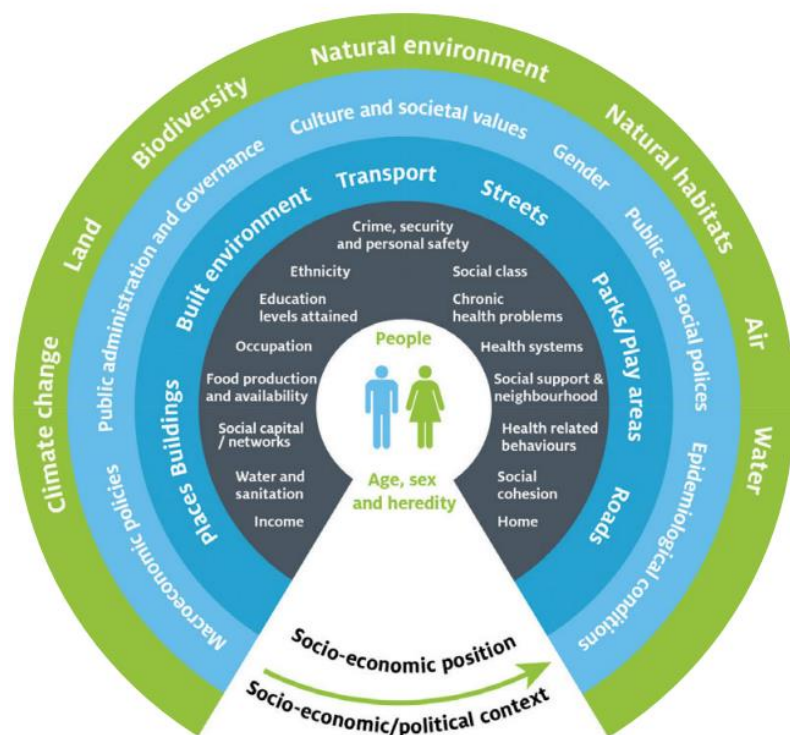 Natural environment
Biodiversity
Natural habitats
Land
Air
Climate change
Water
Culture and societal values
Public administration and Governance
Gender
Public and social polices
Macroeconomic policies
Epidemiological conditions
Transport
Built environment
Streets
Parks/Play areas
Places Buildings
Roads
Crime, security
and personal safety
Ethnicity
Social class
Education
levels attained
Chronic
health problems
Occupation
Health systems
Food production
and availability
Social support &
neighbourhood
Social capital
/ networks
Health related
behaviours
Water and
sanitation
Social
cohesion
Income
Home
People
Age, sex
and heredity
Socio-economic position
Socio-economic/political context